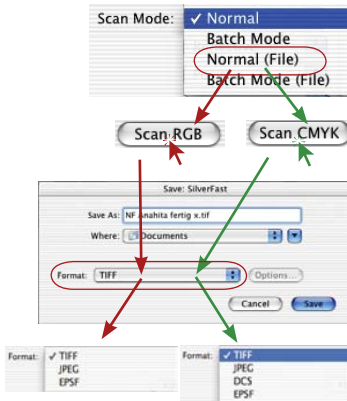 Scan Mode: ✓ Normal
Batch Mode
Normal (File)
Batch Mode (File)
Scan RGB
Scan CMYK
Save: SilverFast
Save As: NF Anahita fertig x.tif
Where: Documents
Format: TIFF Options...
Cancel Save
Format: ✓ TIFF
JPEG
EPSF
Format: ✓ TIFF
JPEG
DCS
EPSF